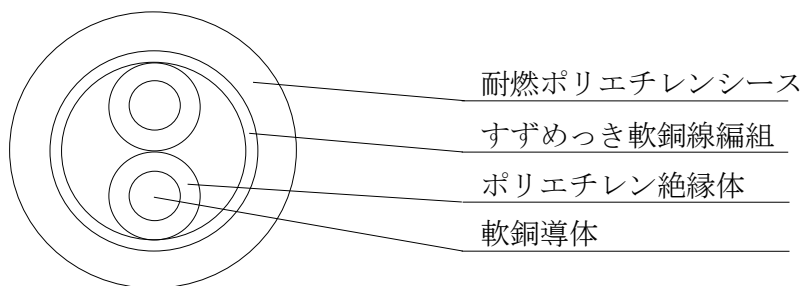 耐燃ポリエチレンシース
すずめっき軟銅線編組
ポリエチレン絶縁体
軟銅導体